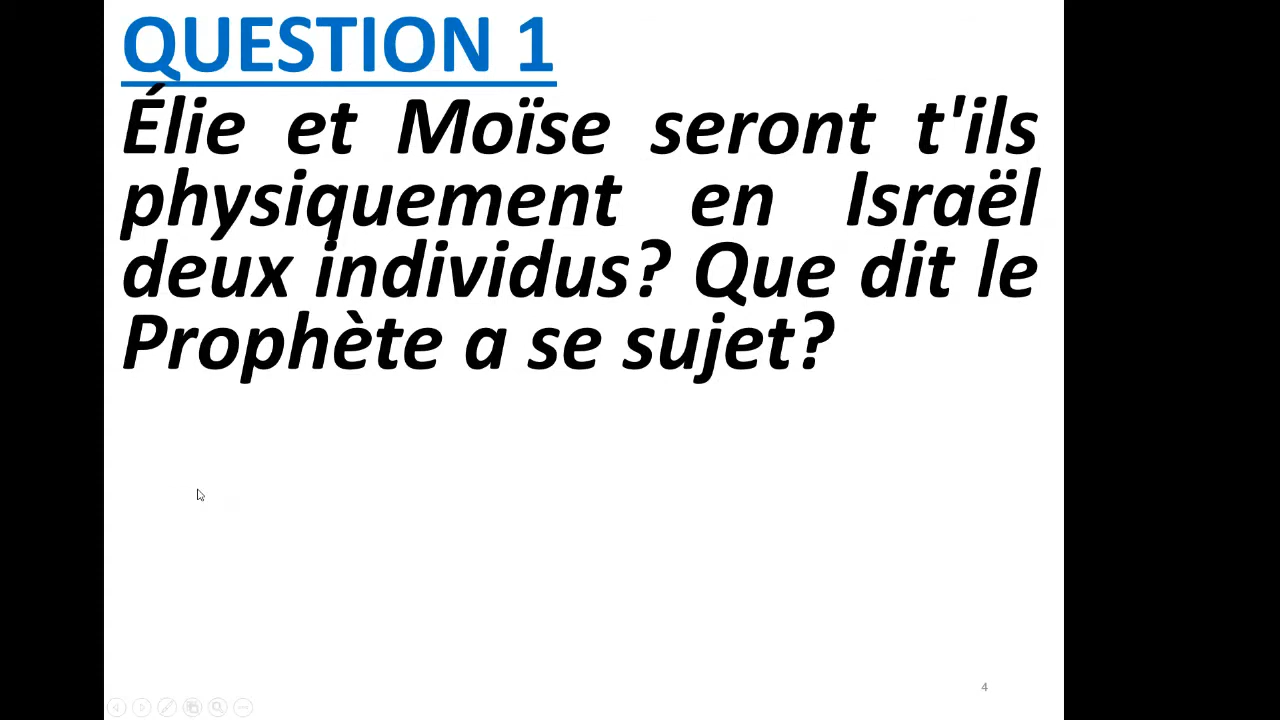 QUESTION 1
Élie et Moïse seront t'ils
physiquement en Israël
deux individus? Que dit le
Prophète a se sujet?
4